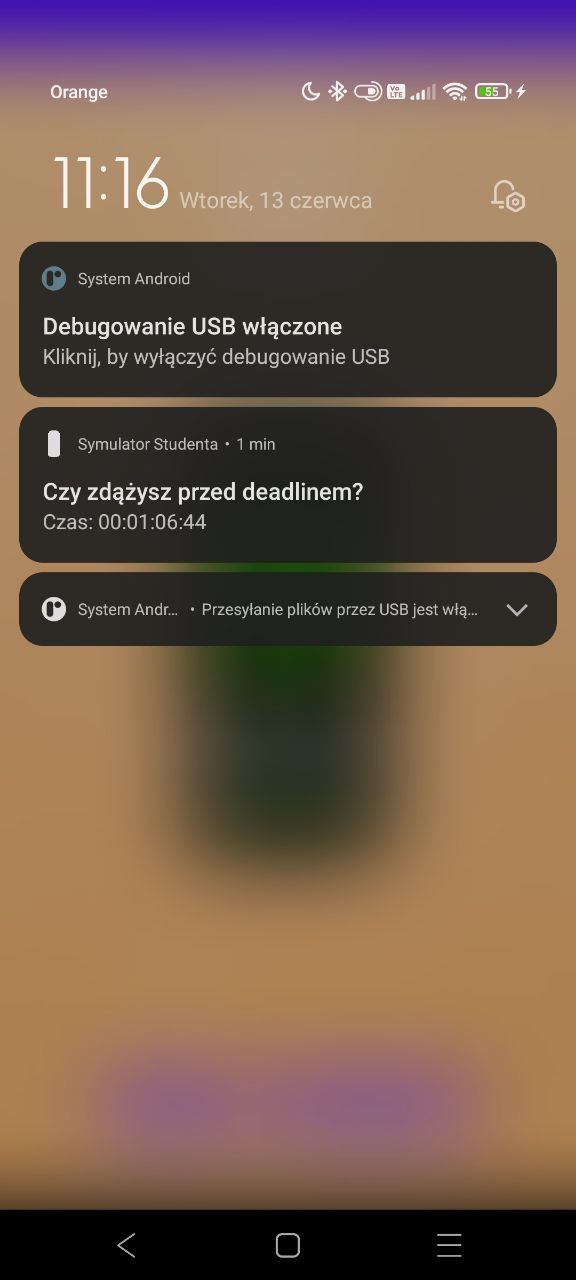 Orange
Vo LTE
55
11:16 Wtorek, 13 czerwca
System Android
Debugowanie USB włączone
Kliknij, by wyłączyć debugowanie USB
Symulator Studenta • 1 min
Czy zdążysz przed deadlinem?
Czas: 00:01:06:44
System Andr... • Przesyłanie plików przez USB jest włą...